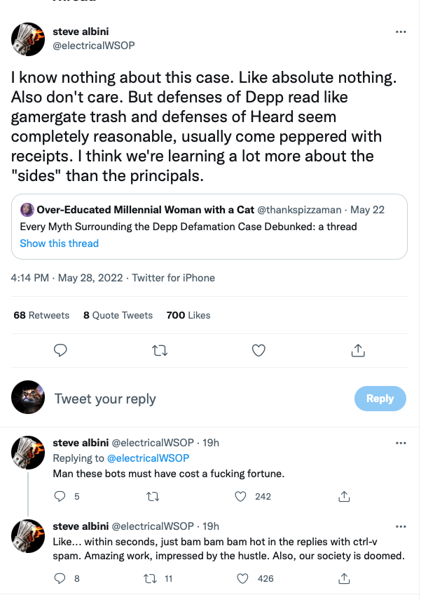 steve albini
@electricalWSOP
I know nothing about this case. Like absolute nothing.
Also don't care. But defenses of Depp read like
gamergate trash and defenses of Heard seem
completely reasonable, usually come peppered with
receipts. I think we're learning a lot more about the
"sides" than the principals.
Over-Educated Millennial Woman with a Cat @thankspizzaman · May 22
Every Myth Surrounding the Depp Defamation Case Debunked: a thread
Show this thread
4:14 PM · May 28, 2022 · Twitter for iPhone
68 Retweets 8 Quote Tweets 700 Likes
Tweet your reply
Reply
steve albini @electricalWSOP · 19h
Replying to @electricalWSOP
Man these bots must have cost a fucking fortune.
5 242
steve albini @electricalWSOP · 19h
Like... within seconds, just bam bam bam hot in the replies with ctrl-v
spam. Amazing work, impressed by the hustle. Also, our society is doomed.
8 11 426